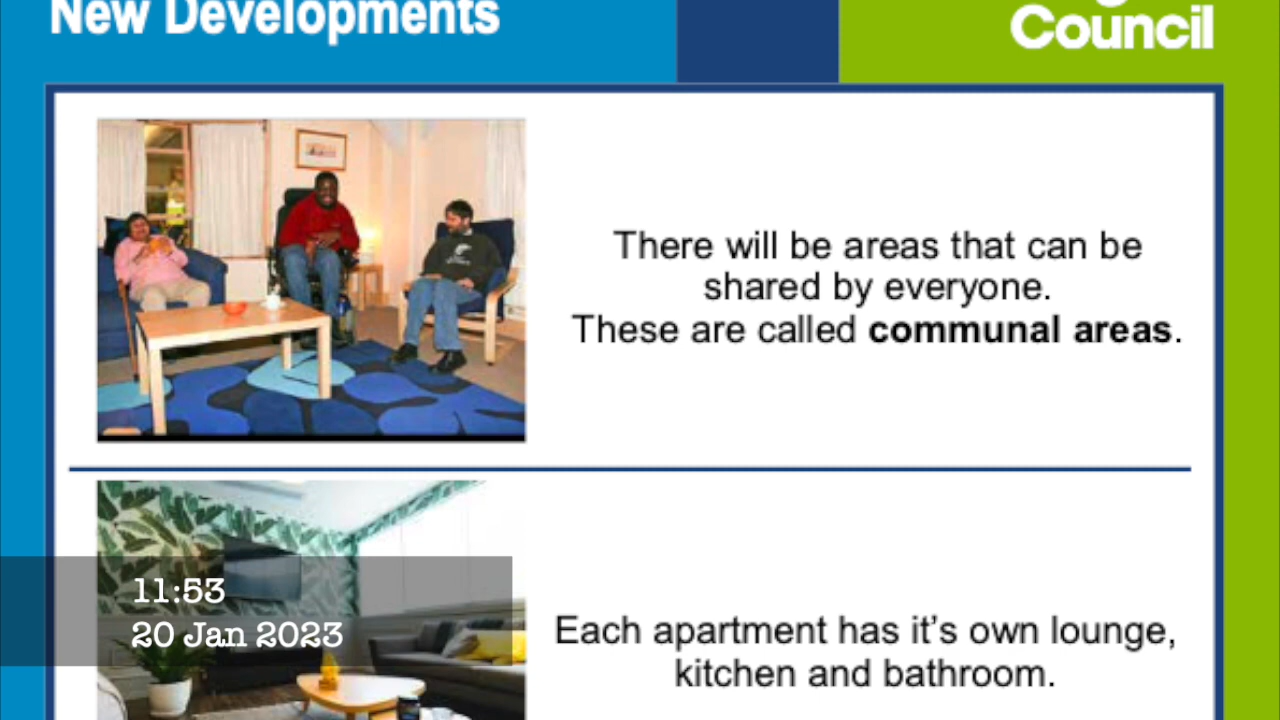 New Developments
Council
There will be areas that can be
shared by everyone.
These are called communal areas.
11:53
20 Jan 2023
Each apartment has it's own lounge,
kitchen and bathroom.